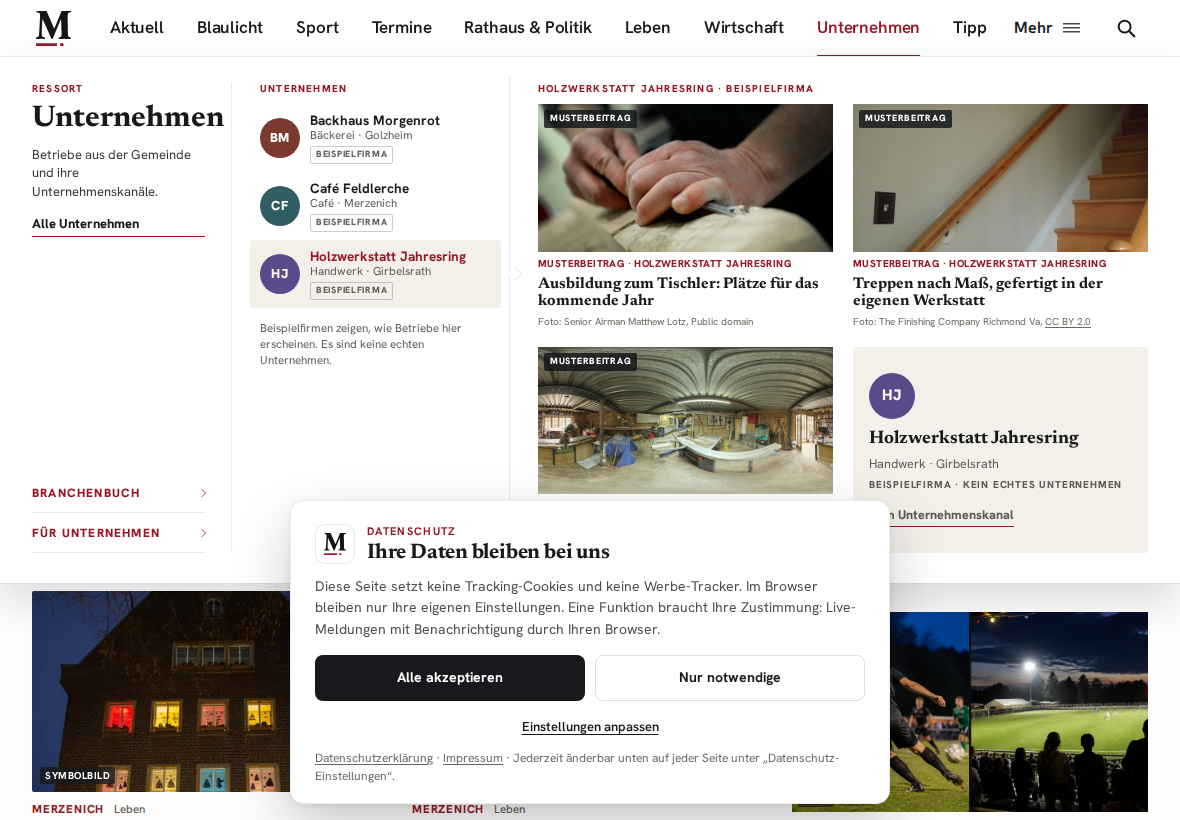 M
Aktuell Blaulicht Sport Termine Rathaus & Politik Leben Wirtschaft Unternehmen Tipp Mehr
RESSORT
Unternehmen
Betriebe aus der Gemeinde
und ihre
Unternehmenskanäle.
Alle Unternehmen
BRANCHENBUCH
FÜR UNTERNEHMEN
UNTERNEHMEN
BM
Backhaus Morgenrot
Bäckerei · Golzheim
BEISPIELFIRMA
CF
Café Feldlerche
Café · Merzenich
BEISPIELFIRMA
HJ
Holzwerkstatt Jahresring
Handwerk · Girbelsrath
BEISPIELFIRMA
Beispielfirmen zeigen, wie Betriebe hier
erscheinen. Es sind keine echten
Unternehmen.
HOLZWERKSTATT JAHRESRING · BEISPIELFIRMA
MUSTERBEITRAG
MUSTERBEITRAG · HOLZWERKSTATT JAHRESRING
Ausbildung zum Tischler: Plätze für das
kommende Jahr
Foto: Senior Airman Matthew Lotz, Public domain
MUSTERBEITRAG
MUSTERBEITRAG · HOLZWERKSTATT JAHRESRING
Treppen nach Maß, gefertigt in der
eigenen Werkstatt
Foto: The Finishing Company Richmond Va, CC BY 2.0
MUSTERBEITRAG
HJ
Holzwerkstatt Jahresring
Handwerk · Girbelsrath
BEISPIELFIRMA · KEIN ECHTES UNTERNEHMEN
Unternehmenskanal
M
DATENSCHUTZ
Ihre Daten bleiben bei uns
Diese Seite setzt keine Tracking-Cookies und keine Werbe-Tracker. Im Browser
bleiben nur Ihre eigenen Einstellungen. Eine Funktion braucht Ihre Zustimmung: Live-
Meldungen mit Benachrichtigung durch Ihren Browser.
Alle akzeptieren
Nur notwendige
Einstellungen anpassen
Datenschutzerklärung · Impressum · Jederzeit änderbar unten auf jeder Seite unter „Datenschutz-
Einstellungen“.
SYMBOLBILD
MERZENICH Leben
MERZENICH Leben